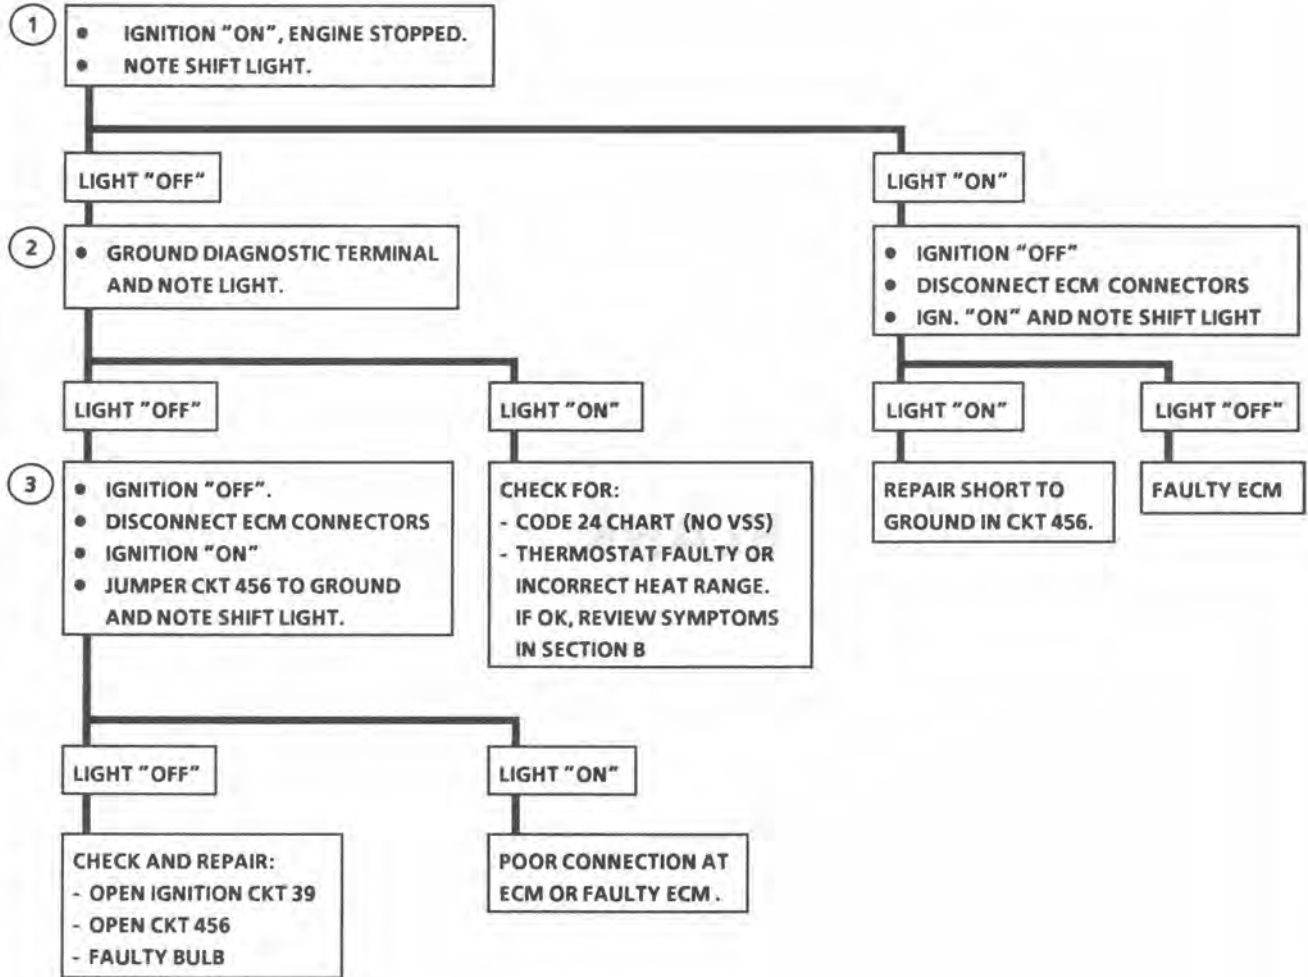 1
• IGNITION "ON", ENGINE STOPPED.
• NOTE SHIFT LIGHT.
LIGHT "OFF"
LIGHT "ON"
2
• GROUND DIAGNOSTIC TERMINAL
AND NOTE LIGHT.
• IGNITION "OFF"
• DISCONNECT ECM CONNECTORS
• IGN. "ON" AND NOTE SHIFT LIGHT
LIGHT "OFF"
LIGHT "ON"
LIGHT "ON"
LIGHT "OFF"
3
• IGNITION "OFF".
• DISCONNECT ECM CONNECTORS
• IGNITION "ON"
• JUMPER CKT 456 TO GROUND
AND NOTE SHIFT LIGHT.
CHECK FOR:
- CODE 24 CHART (NO VSS)
- THERMOSTAT FAULTY OR
INCORRECT HEAT RANGE.
IF OK, REVIEW SYMPTOMS
IN SECTION B
REPAIR SHORT TO
GROUND IN CKT 456.
FAULTY ECM
LIGHT "OFF"
LIGHT "ON"
CHECK AND REPAIR:
- OPEN IGNITION CKT 39
- OPEN CKT 456
- FAULTY BULB
POOR CONNECTION AT
ECM OR FAULTY ECM.